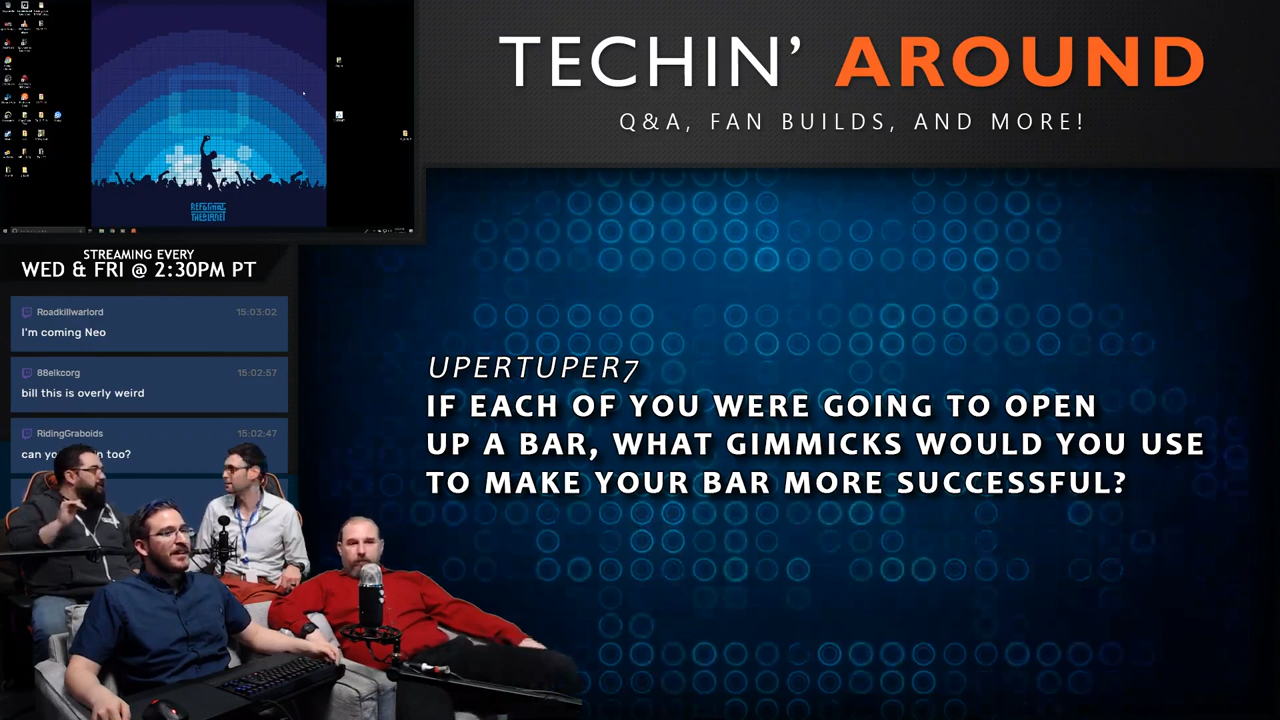 TECHIN' AROUND
Q&A, FAN BUILDS, AND MORE!
STREAMING EVERY
WED & FRI @ 2:30PM PT
Roadkillwarlord 15:03:02
I'm coming Neo
88elkcorg 15:02:57
bill this is overly weird
RidingGraboids 15:02:47
can too?
UPERTUPER7
IF EACH OF YOU WERE GOING TO OPEN
UP A BAR, WHAT GIMMICKS WOULD YOU USE
TO MAKE YOUR BAR MORE SUCCESSFUL?